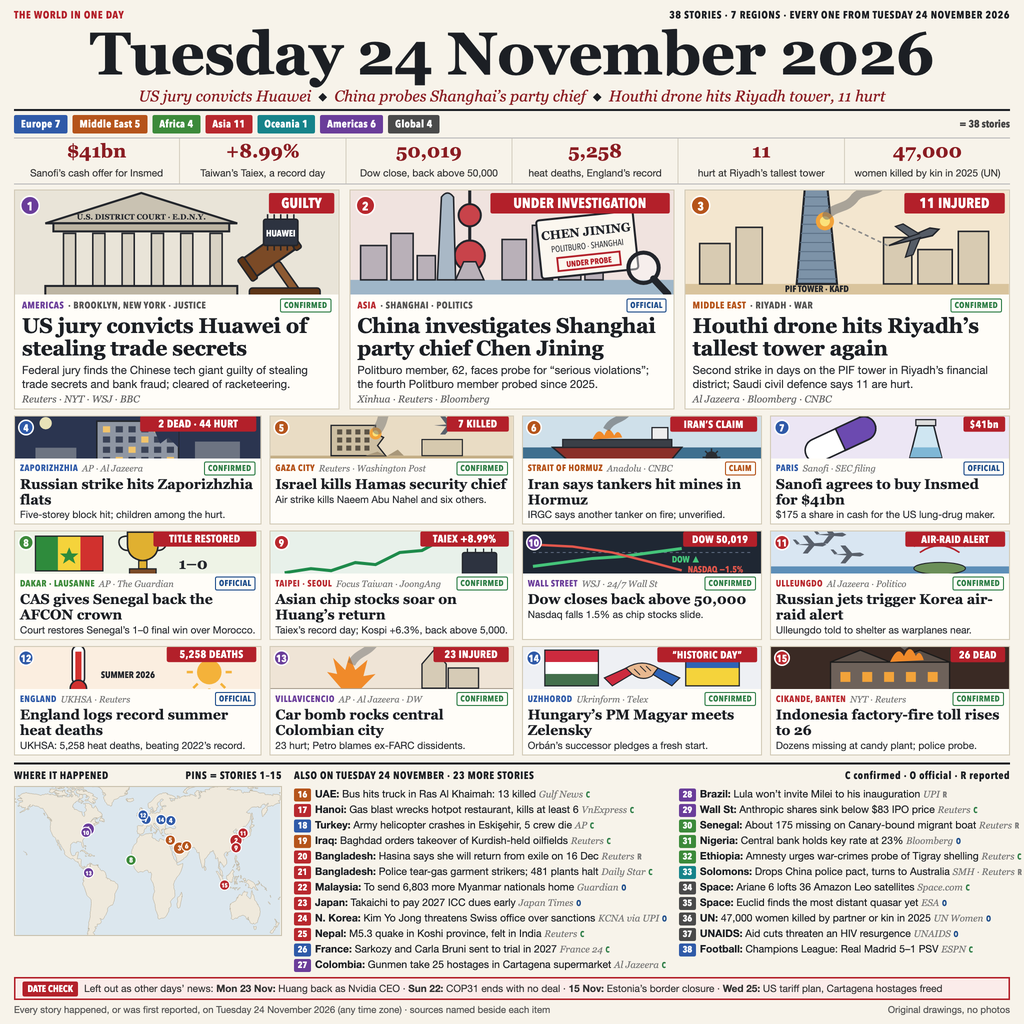 THE WORLD IN ONE DAY
38 STORIES · 7 REGIONS · EVERY ONE FROM TUESDAY 24 NOVEMBER 2026
Tuesday 24 November 2026
US jury convicts Huawei ◆ China probes Shanghai's party chief ◆ Houthi drone hits Riyadh tower, 11 hurt
Europe 7 Middle East 5 Africa 4 Asia 11 Oceania 1 Americas 6 Global 4 = 38 stories
$41bn
Sanofi's cash offer for Insmed
+8.99%
Taiwan's Taiex, a record day
50,019
Dow close, back above 50,000
5,258
heat deaths, England's record
11
hurt at Riyadh's tallest tower
47,000
women killed by kin in 2025 (UN)
1
GUILTY
U.S. DISTRICT COURT · E.D.N.Y.
HUAWEI
AMERICAS · BROOKLYN, NEW YORK · JUSTICE CONFIRMED
US jury convicts Huawei of
stealing trade secrets
Federal jury finds the Chinese tech giant guilty of stealing
trade secrets and bank fraud; cleared of racketeering.
Reuters · NYT · WSJ · BBC
2
UNDER INVESTIGATION
CHEN JINING
POLITBURO · SHANGHAI
UNDER PROBE
ASIA · SHANGHAI · POLITICS OFFICIAL
China investigates Shanghai
party chief Chen Jining
Politburo member, 62, faces probe for “serious violations”;
the fourth Politburo member probed since 2025.
Xinhua · Reuters · Bloomberg
3
11 INJURED
PIF TOWER · KAFD
MIDDLE EAST · RIYADH · WAR CONFIRMED
Houthi drone hits Riyadh's
tallest tower again
Second strike in days on the PIF tower in Riyadh's financial
district; Saudi civil defence says 11 are hurt.
Al Jazeera · Bloomberg · CNBC
4
2 DEAD · 44 HURT
ZAPORIZHZHIA AP · Al Jazeera CONFIRMED
Russian strike hits Zaporizhzhia
flats
Five-storey block hit; children among the hurt.
5
7 KILLED
GAZA CITY Reuters · Washington Post CONFIRMED
Israel kills Hamas security chief
Air strike kills Naeem Abu Nahel and six others.
6
IRAN'S CLAIM
STRAIT OF HORMUZ Anadolu · CNBC CLAIM
Iran says tankers hit mines in
Hormuz
IRGC says another tanker on fire; unverified.
7
$41bn
PARIS Sanofi · SEC filing OFFICIAL
Sanofi agrees to buy Insmed
for $41bn
$175 a share in cash for the US lung-drug maker.
8
TITLE RESTORED
1–0
DAKAR · LAUSANNE AP · The Guardian OFFICIAL
CAS gives Senegal back the
AFCON crown
Court restores Senegal's 1–0 final win over Morocco.
9
TAIEX +8.99%
TAIPEI · SEOUL Focus Taiwan · JoongAng CONFIRMED
Asian chip stocks soar on
Huang's return
Taiex's record day; Kospi +6.3%, back above 5,000.
10
DOW 50,019
DOW ▲
NASDAQ −1.5%
WALL STREET WSJ · 24/7 Wall St CONFIRMED
Dow closes back above 50,000
Nasdaq falls 1.5% as chip stocks slide.
11
AIR-RAID ALERT
ULLEUNGDO Al Jazeera · Politico CONFIRMED
Russian jets trigger Korea air-
raid alert
Ulleungdo told to shelter as warplanes near.
12
5,258 DEATHS
SUMMER 2026
ENGLAND UKHSA · Reuters OFFICIAL
England logs record summer
heat deaths
UKHSA: 5,258 heat deaths, beating 2022's record.
13
23 INJURED
VILLAVICENCIO AP · Al Jazeera · DW CONFIRMED
Car bomb rocks central
Colombian city
23 hurt; Petro blames ex-FARC dissidents.
14
“HISTORIC DAY”
UZHHOROD Ukrinform · Telex CONFIRMED
Hungary's PM Magyar meets
Zelensky
Orbán's successor pledges a fresh start.
15
26 DEAD
CIKANDE, BANTEN NYT · Reuters CONFIRMED
Indonesia factory-fire toll rises
to 26
Dozens missing at candy plant; police probe.
WHERE IT HAPPENED PINS = STORIES 1–15
ALSO ON TUESDAY 24 NOVEMBER · 23 MORE STORIES C confirmed · O official · R reported
16 UAE: Bus hits truck in Ras Al Khaimah: 13 killed Gulf News C
17 Hanoi: Gas blast wrecks hotpot restaurant, kills at least 6 VnExpress C
18 Turkey: Army helicopter crashes in Eskişehir, 5 crew die AP C
19 Iraq: Baghdad orders recapture of Kurdish-held oilfields Reuters C
20 Bangladesh: Hasina says she will return from exile on 16 Dec Reuters R
21 Bangladesh: Police tear-gas garment strikers; 481 plants halt Daily Star C
22 Malaysia: To send 6,803 more Myanmar nationals home Guardian O
23 Japan: Takaichi to pay 2027 ICC dues early Japan Times O
24 N. Korea: Kim Yo Jong threatens Swiss office over sanctions KCNA via UPI O
25 Nepal: M5.3 quake in Koshi province, felt in India Reuters C
26 France: Sarkozy and Carla Bruni sent to trial in 2027 France 24 C
27 Colombia: Gunmen take 25 hostages in Cartagena supermarket Al Jazeera C
28 Brazil: Lula won't invite Milei to his inauguration UPI R
29 Wall St: Anthropic shares sink below $83 IPO price Reuters C
30 Senegal: About 175 missing on Canary-bound migrant boat Reuters R
31 Nigeria: Central bank holds key rate at 23% Bloomberg O
32 Ethiopia: Amnesty urges war-crimes probe of Tigray shelling Reuters C
33 Solomons: Drops China police pact, turns to Australia SMH · Reuters R
34 Space: Ariane 6 lofts 36 Amazon Leo satellites Space.com C
35 Space: Euclid finds the most distant quasar yet ESA O
36 UN: 47,000 women killed by partner or kin in 2025 UN Women O
37 UNAIDS: Aid cuts threaten an HIV resurgence UNAIDS O
38 Football: Champions League: Real Madrid 5–1 PSV ESPN C
DATE CHECK Left out as other days' news: Mon 23 Nov: Huang back as Nvidia CEO · Sun 22: COP31 ends with no deal · 15 Nov: Estonia's border closure · Wed 25: US tariff plan, Cartagena hostages freed
Every story happened, or was first reported, on Tuesday 24 November 2026 (any time zone) · sources named beside each item
Original drawings, no photos